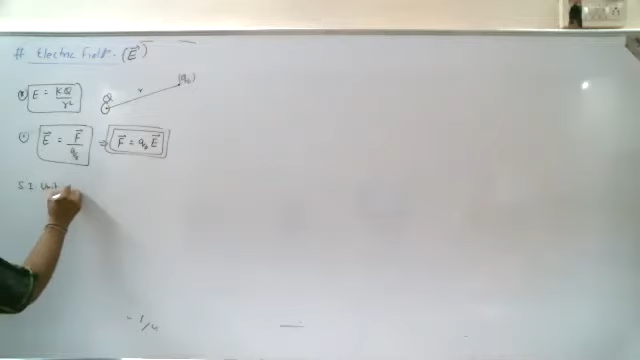 # Electric Field - (E⃗)
E = KQ/r²
Q r (q₀)
E⃗ = F⃗/q₀ ⇒ F⃗ = q₀E⃗
S.I. Unit